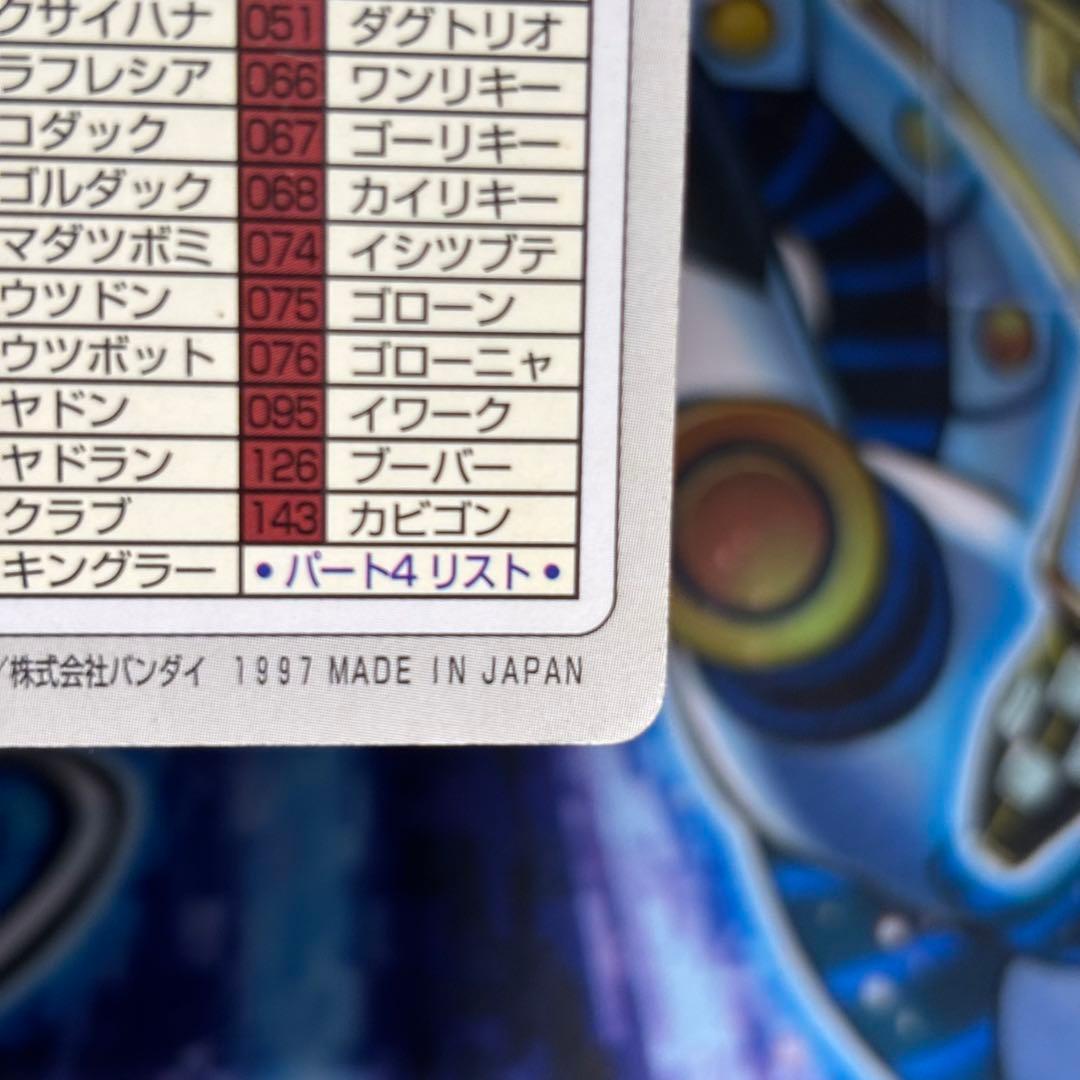 クサイハナ 051 ダグトリオ
ラフレシア 066 ワンリキー
コダック 067 ゴーリキー
ゴルダック 068 カイリキー
マダツボミ 074 イシツブテ
ウツドン 075 ゴローン
ウツボット 076 ゴローニャ
ヤドン 095 イワーク
ヤドラン 126 ブーバー
クラブ 143 カビゴン
キングラー •パート4 リスト•
/株式会社バンダイ 1997 MADE IN JAPAN